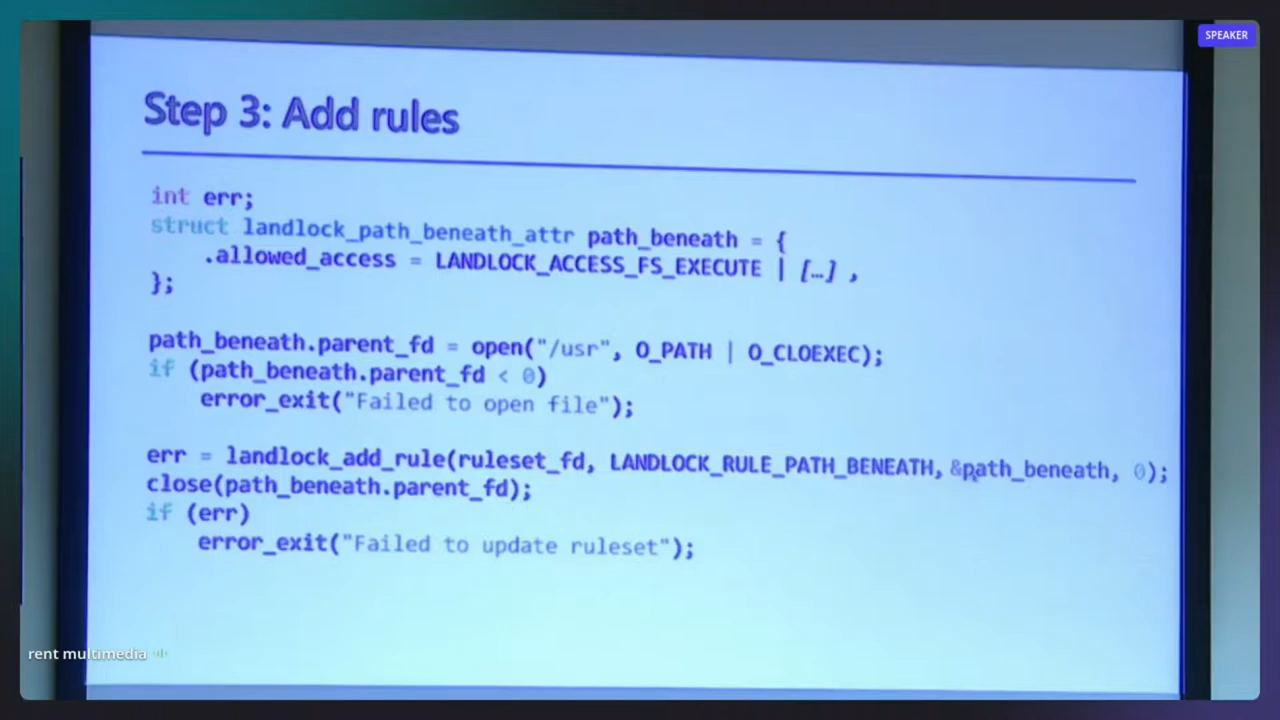 SPEAKER
Step 3: Add rules
int err;
struct landlock_path_beneath_attr path_beneath = {
    .allowed_access = LANDLOCK_ACCESS_FS_EXECUTE | […] ,
};
path_beneath.parent_fd = open("/usr", O_PATH | O_CLOEXEC);
if (path_beneath.parent_fd < 0)
    error_exit("Failed to open file");
err = landlock_add_rule(ruleset_fd, LANDLOCK_RULE_PATH_BENEATH, &path_beneath, 0);
close(path_beneath.parent_fd);
if (err)
    error_exit("Failed to update ruleset");
rent multimedia